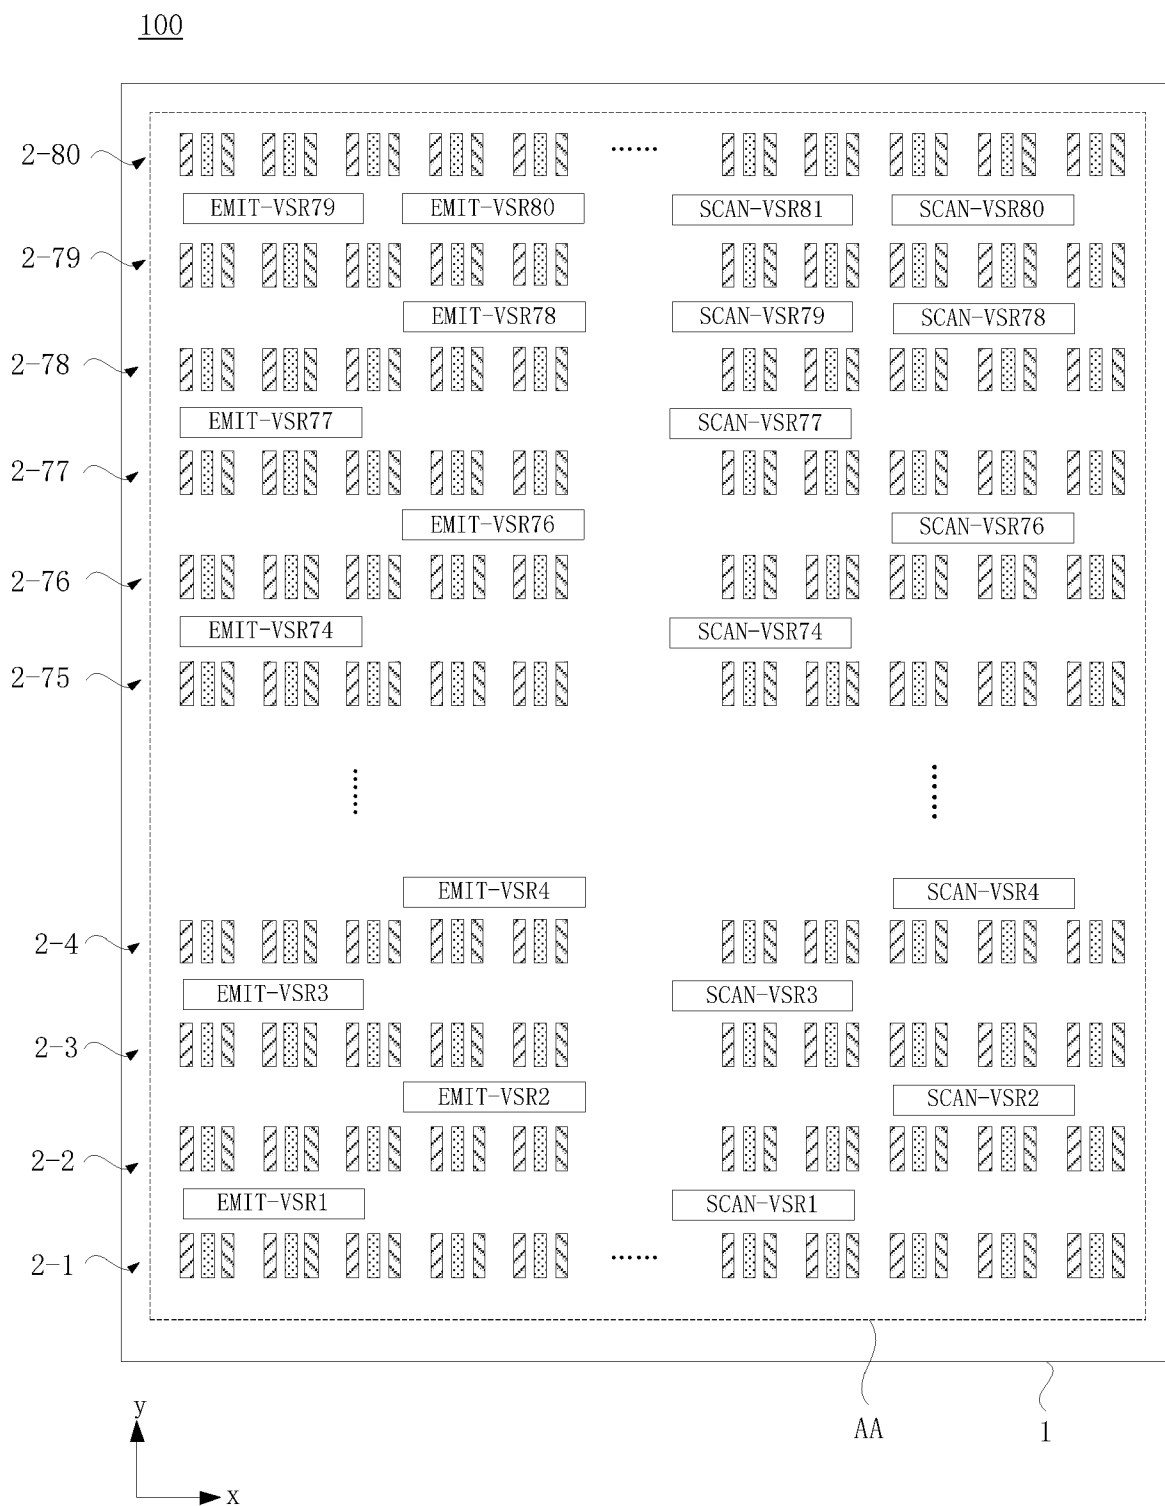 100
2-80
EMIT-VSR79 EMIT-VSR80 SCAN-VSR81 SCAN-VSR80
2-79
EMIT-VSR78 SCAN-VSR79 SCAN-VSR78
2-78
EMIT-VSR77 SCAN-VSR77
2-77
EMIT-VSR76 SCAN-VSR76
2-76
EMIT-VSR74 SCAN-VSR74
2-75
EMIT-VSR4 SCAN-VSR4
2-4
EMIT-VSR3 SCAN-VSR3
2-3
EMIT-VSR2 SCAN-VSR2
2-2
EMIT-VSR1 SCAN-VSR1
2-1
AA 1
y
x